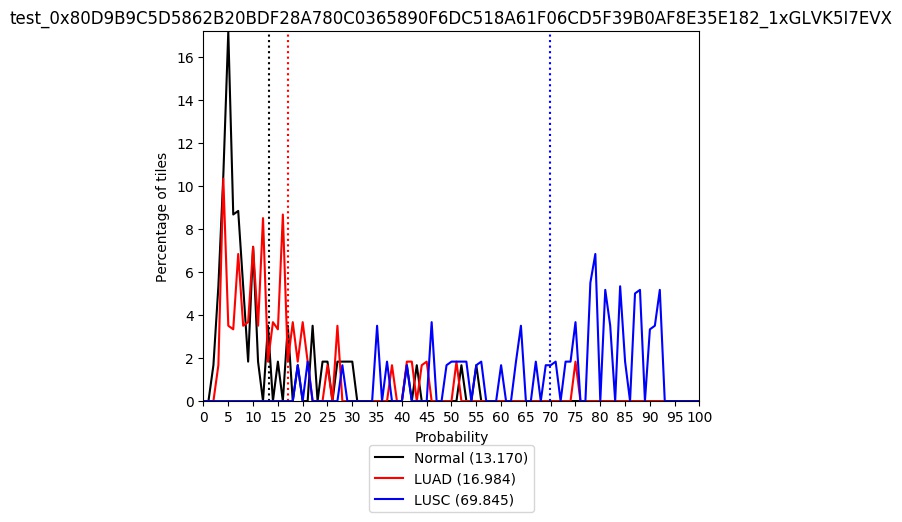 test_0x80D9B9C5D5862B20BDF28A780C0365890F6DC518A61F06CD5F39B0AF8E35E182_1xGLVK5I7EVX
16
14
12
10
8
6
4
2
0
Percentage of tiles
0 5 10 15 20 25 30 35 40 45 50 55 60 65 70 75 80 85 90 95 100
Probability
Normal (13.170)
LUAD (16.984)
LUSC (69.845)